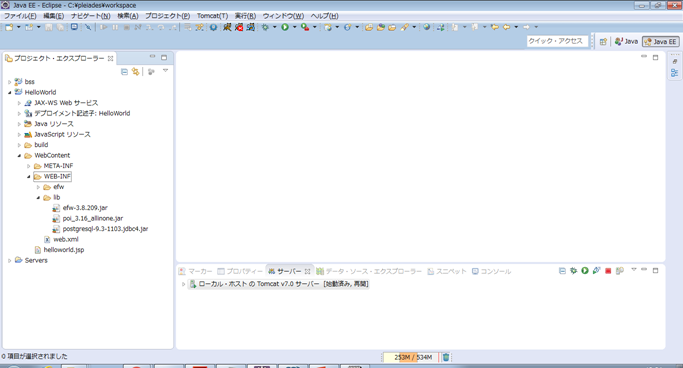 Java EE - Eclipse - C:¥pleiades¥workspace
ファイル(F) 編集(E) ナビゲート(N) 検索(A) プロジェクト(P) Tomcat(T) 実行(R) ウィンドウ(W) ヘルプ(H)
クイック・アクセス
Java
Java EE
プロジェクト・エクスプローラー
bss
HelloWorld
JAX-WS Web サービス
デプロイメント記述子: HelloWorld
Java リソース
JavaScript リソース
build
WebContent
META-INF
WEB-INF
efw
lib
efw-3.8.209.jar
poi_3.16_allinone.jar
postgresql-9.3-1103.jdbc4.jar
web.xml
helloworld.jsp
Servers
マーカー プロパティー サーバー データ・ソース・エクスプローラー スニペット コンソール
ローカル・ホスト の Tomcat v7.0 サーバー [始動済み, 再開]
0 項目が選択されました
253M / 534M